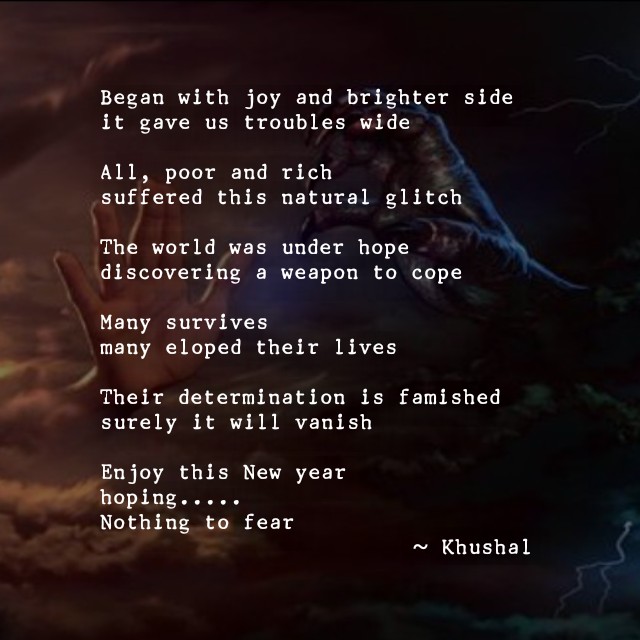 Began with joy and brighter side
it gave us troubles wide
All, poor and rich
suffered this natural glitch
The world was under hope
discovering a weapon to cope
Many survives
many eloped their lives
Their determination is famished
surely it will vanish
Enjoy this New year
hoping.....
Nothing to fear
~ Khushal